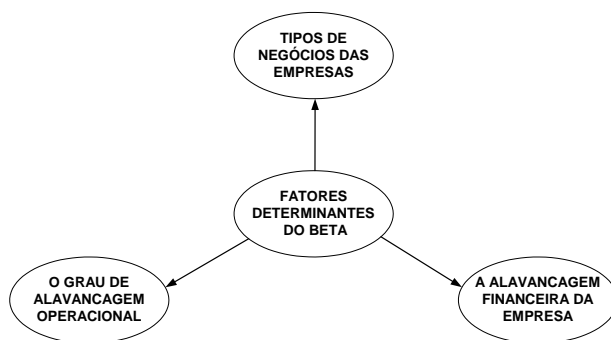 TIPOS DE
NEGÓCIOS DAS
EMPRESAS
FATORES
DETERMINANTES
DO BETA
O GRAU DE
ALAVANCAGEM
OPERACIONAL
A ALAVANCAGEM
FINANCEIRA DA
EMPRESA